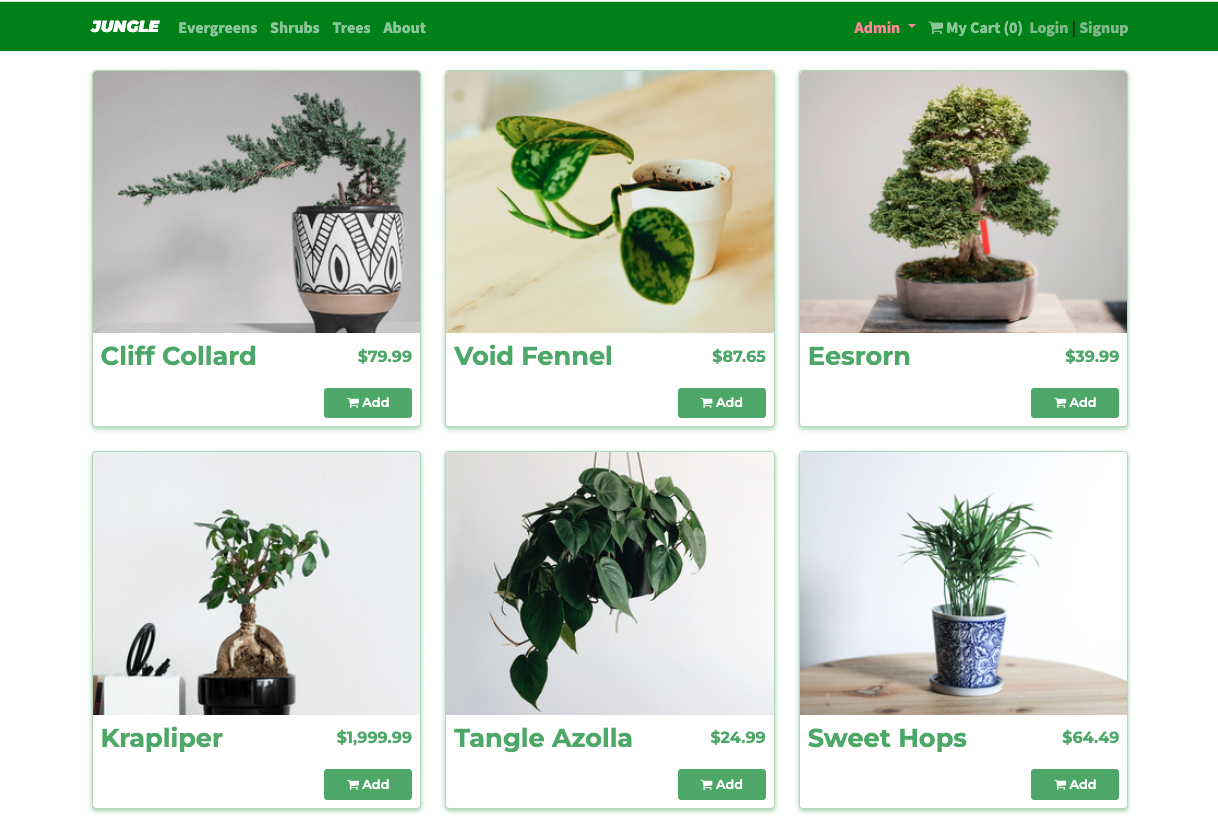 JUNGLE Evergreens Shrubs Trees About Admin My Cart (0) Login | Signup
Cliff Collard $79.99
Add
Void Fennel $87.65
Add
Eesrorn $39.99
Add
Krapliper $1,999.99
Add
Tangle Azolla $24.99
Add
Sweet Hops $64.49
Add